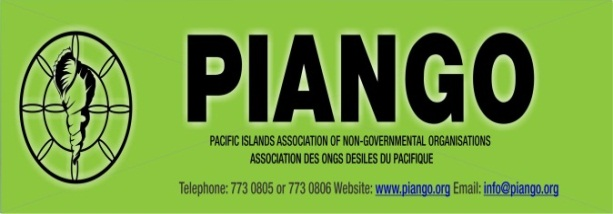 PIANGO
PACIFIC ISLANDS ASSOCIATION OF NON-GOVERNMENTAL ORGANISATIONS
ASSOCIATION DES ONGS DESILES DU PACIFIQUE
Telephone: 773 0805 or 773 0806 Website: www.piango.org Email: info@piango.org